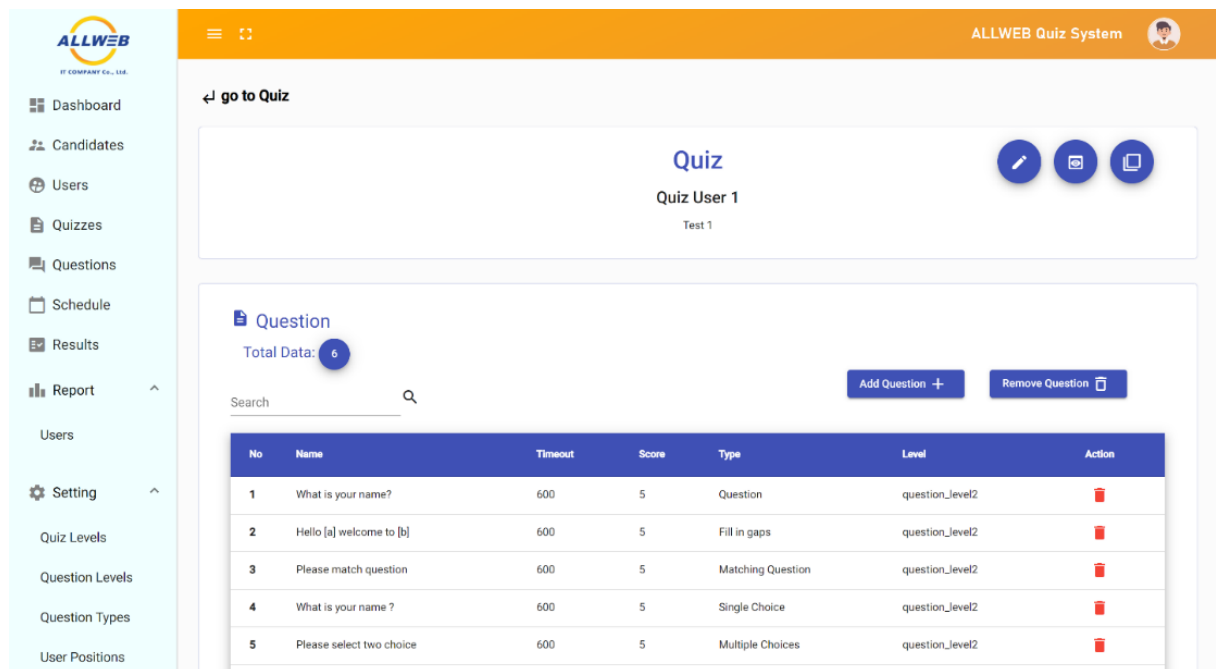 ALLWEB
IT COMPANY Co., Ltd.
ALLWEB Quiz System
Dashboard
Candidates
Users
Quizzes
Questions
Schedule
Results
Report
Users
Setting
Quiz Levels
Question Levels
Question Types
User Positions
go to Quiz
Quiz
Quiz User 1
Test 1
Question
Total Data: 6
Search
Add Question
Remove Question
No Name Timeout Score Type Level Action
1 What is your name? 600 5 Question question_level2
2 Hello [a] welcome to [b] 600 5 Fill in gaps question_level2
3 Please match question 600 5 Matching Question question_level2
4 What is your name ? 600 5 Single Choice question_level2
5 Please select two choice 600 5 Multiple Choices question_level2